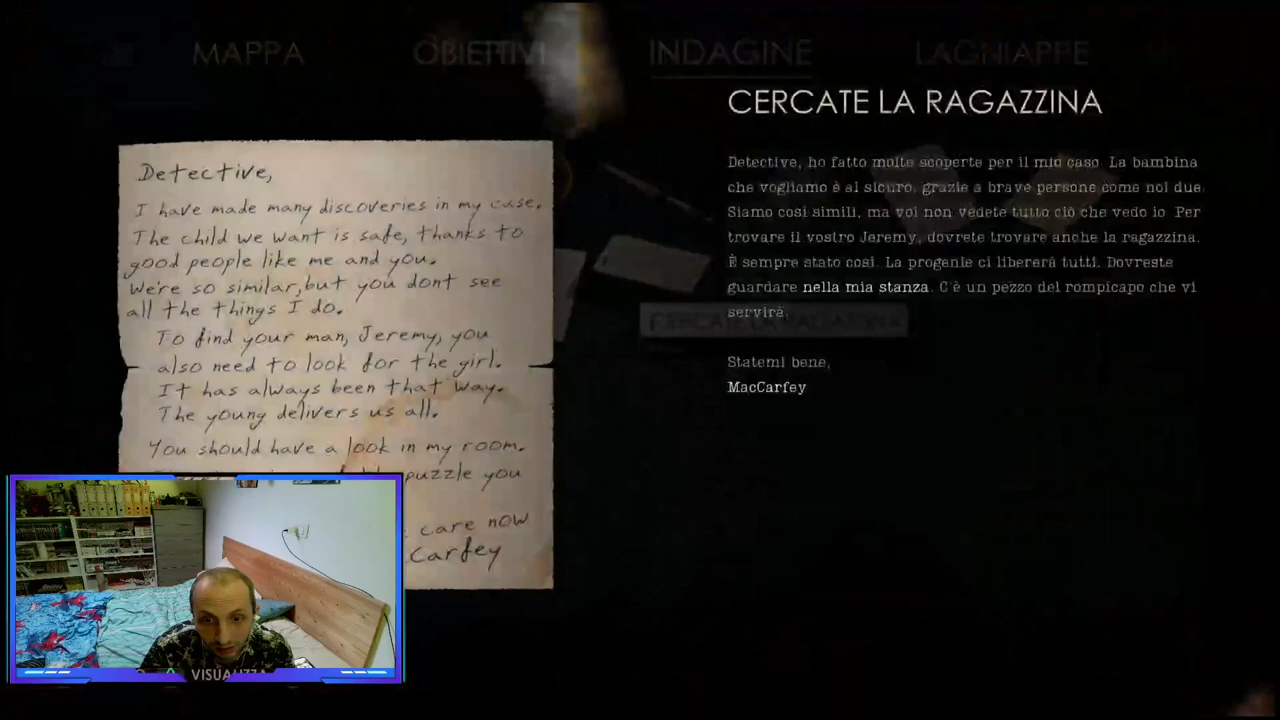 MAPPA OBIETTIVI INDAGINE LAGNIAPPE
CERCATE LA RAGAZZINA
Detective,
I have made many discoveries in my case.
The child we want is safe, thanks to
good people like me and you.
We're so similar, but you dont see
all the things I do.
To find your man, Jeremy, you
also need to look for the girl.
It has always been that way.
The young delivers us all.
You should have a look in my room.
puzzle you
care now
Carfey
Detective, ho fatto molte scoperte per il mio caso. La bambina
che vogliamo è al sicuro, grazie a brave persone come noi due.
Siamo così simili, ma voi non vedete tutto ciò che vedo io. Per
trovare il vostro Jeremy, dovrete trovare anche la ragazzina.
È sempre stato così. La progenie ci libererà tutti. Dovreste
guardare nella mia stanza. C'è un pezzo del rompicapo che vi
servirà.
Statemi bene,
MacCarfey
CERCATE LA RAGAZZINA
VISUALIZZA